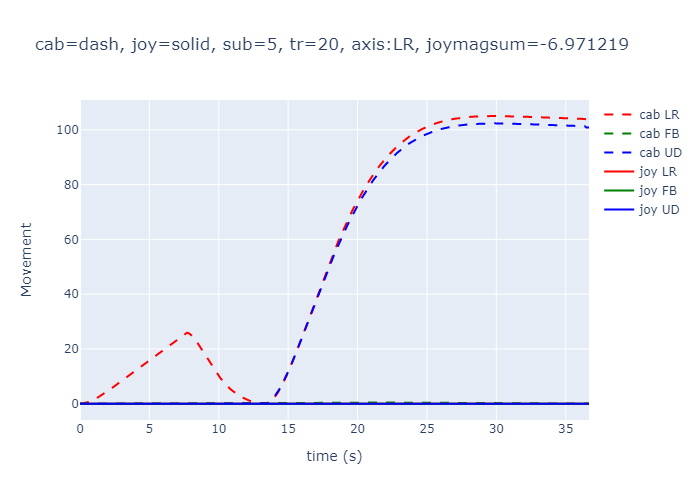 cab=dash, joy=solid, sub=5, tr=20, axis:LR, joymagsum=-6.971219
cab LR
cab FB
cab UD
joy LR
joy FB
joy UD
Movement
100
80
60
40
20
0
0 5 10 15 20 25 30 35
time (s)